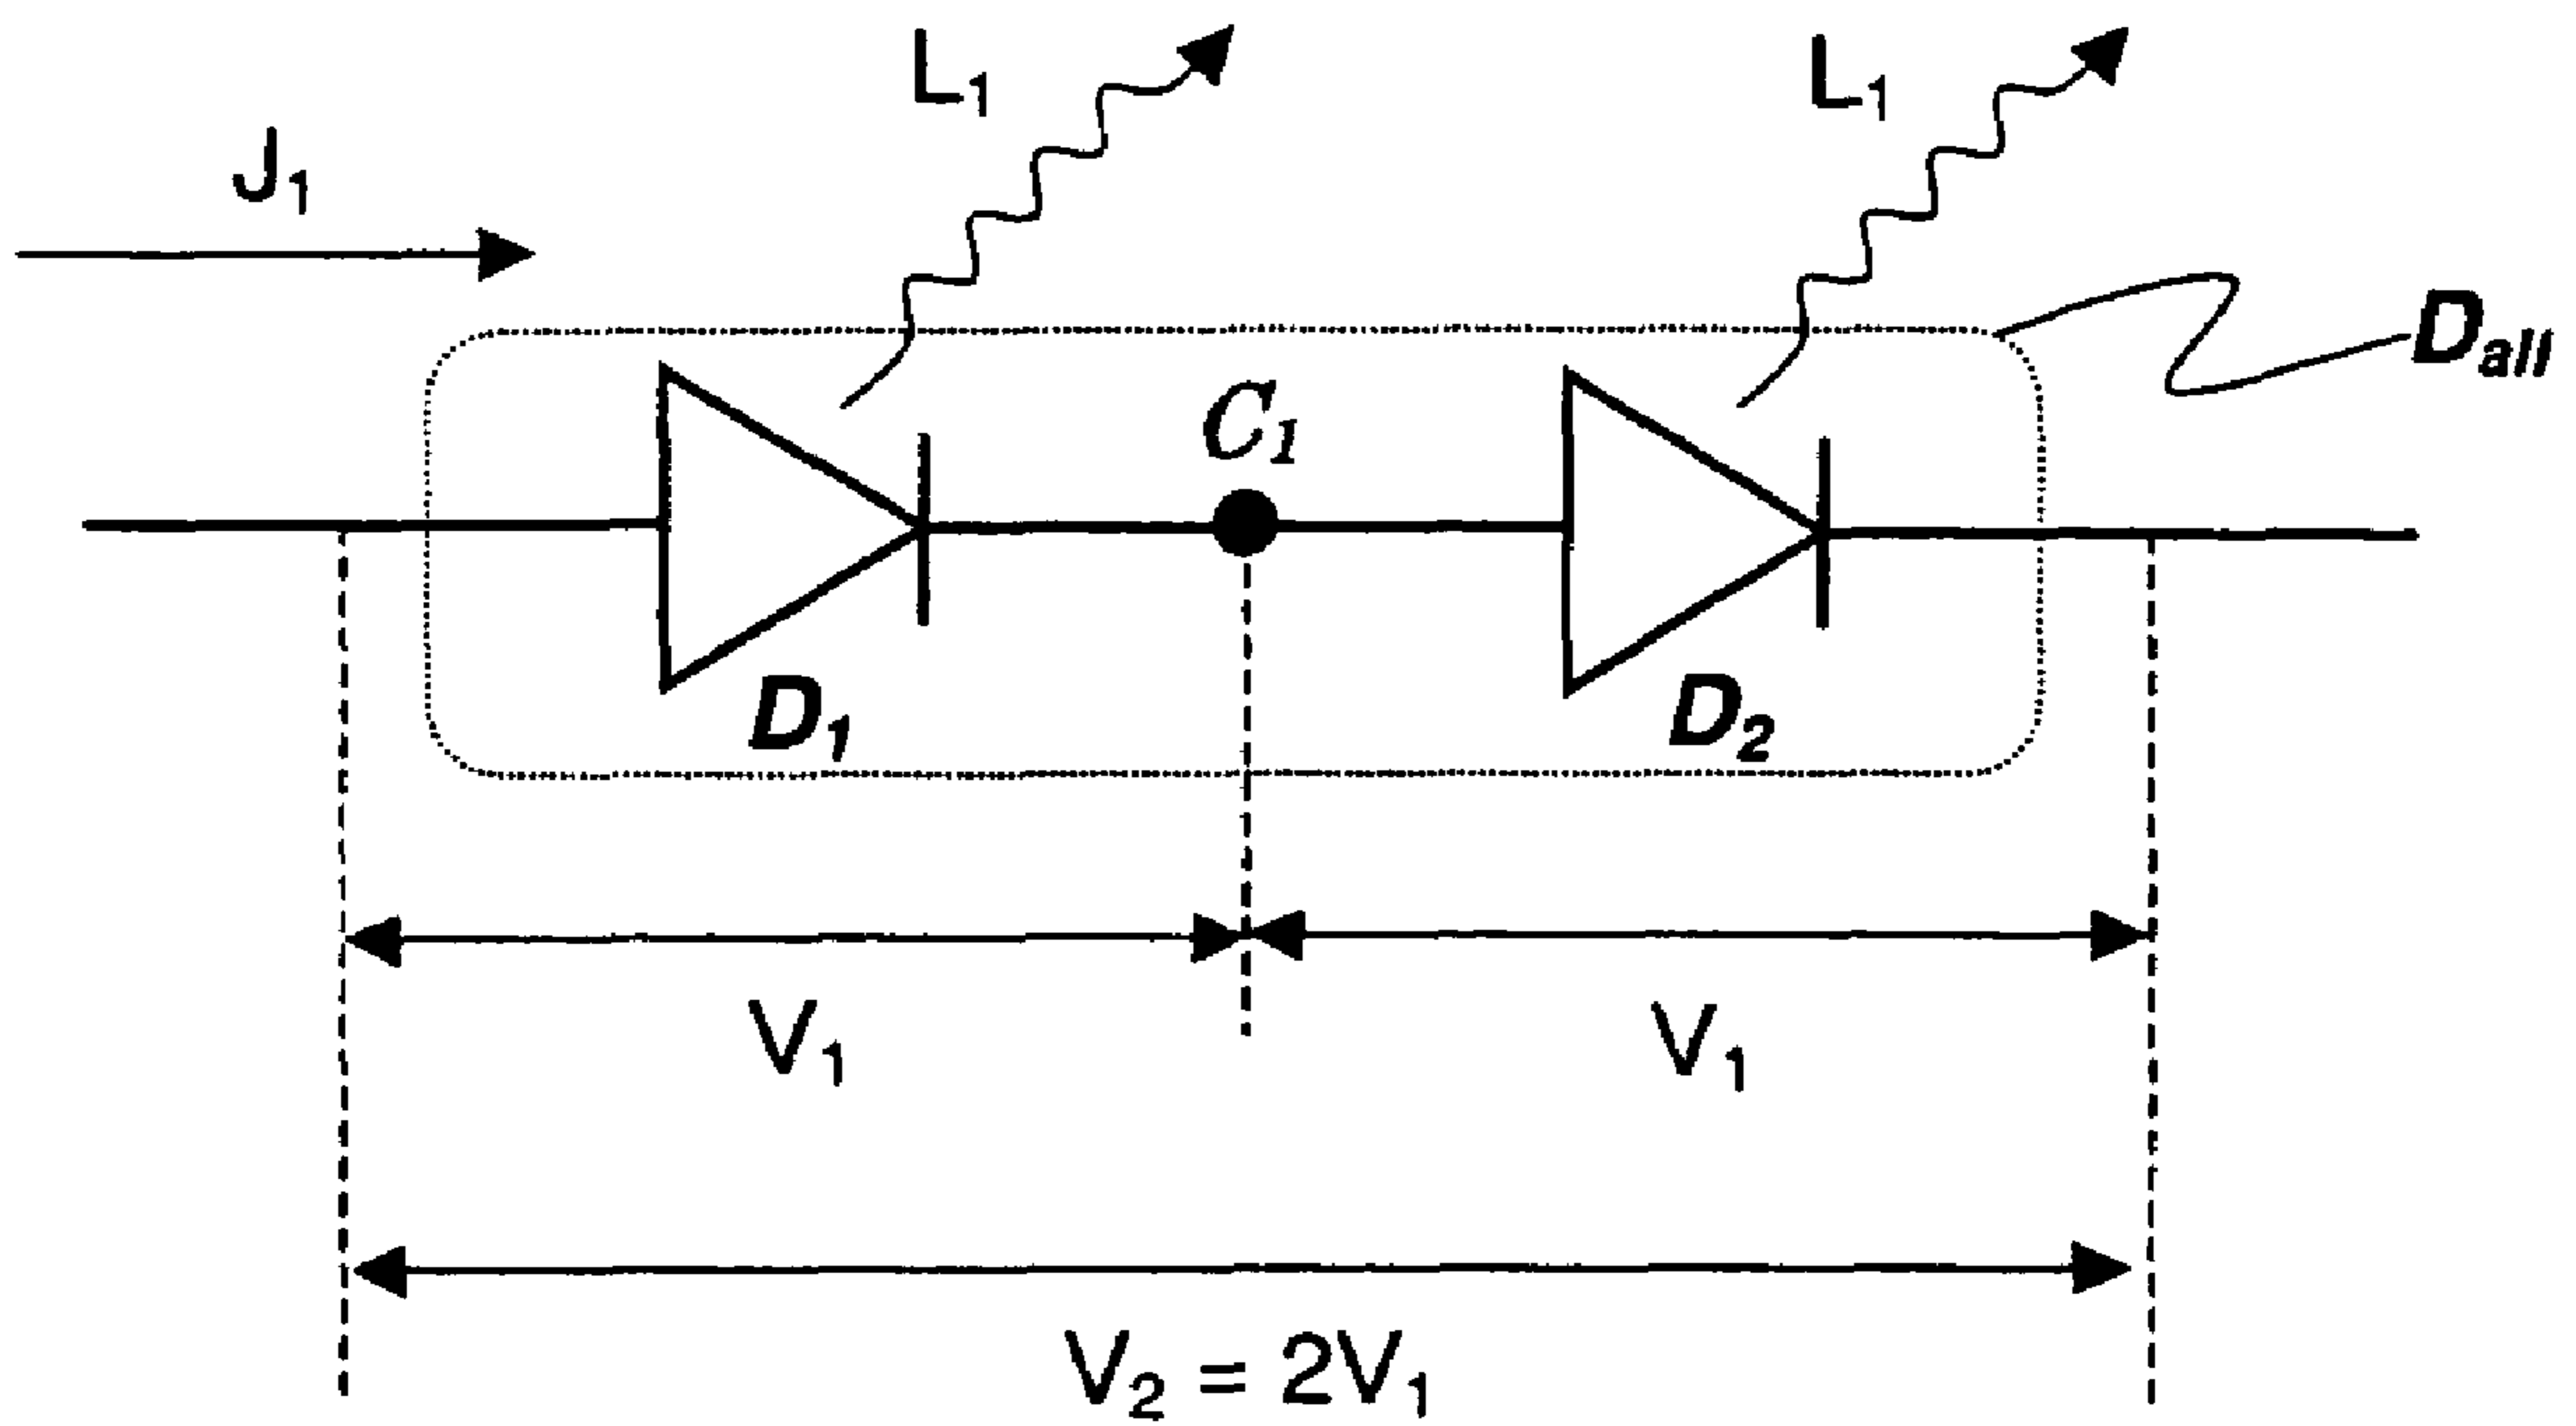 L₁
L₁
J₁
Dall
C₁
D₁
D₂
V₁
V₁
V₂ = 2V₁